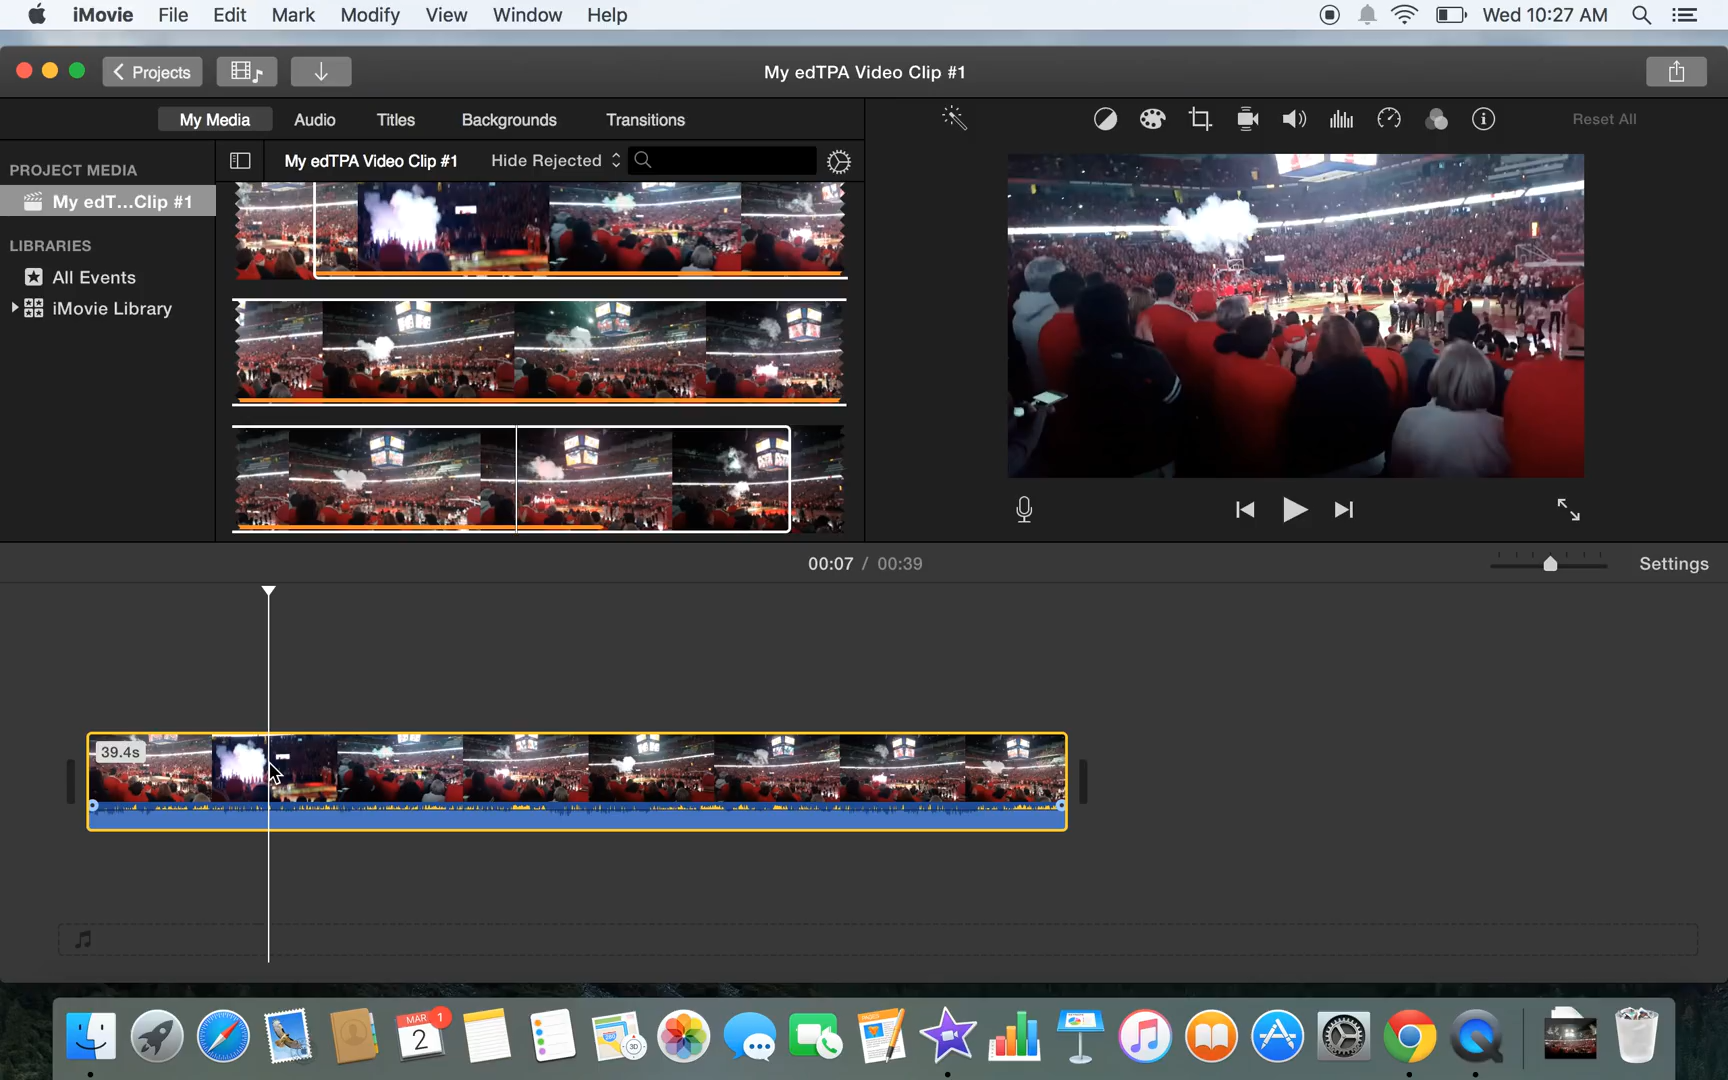 iMovie File Edit Mark Modify View Window Help Wed 10:27 AM
Projects My edTPA Video Clip #1
My Media Audio Titles Backgrounds Transitions Reset All
PROJECT MEDIA My edTPA Video Clip #1 Hide Rejected
My edT...Clip #1
LIBRARIES
All Events
iMovie Library
00:07 / 00:39 Settings
39.4s
MAR 1
2
3D
PAGES